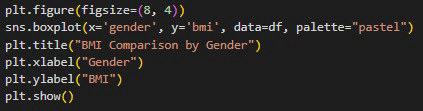 plt.figure(figsize=(8, 4))
sns.boxplot(x='gender', y='bmi', data=df, palette="pastel")
plt.title("BMI Comparison by Gender")
plt.xlabel("Gender")
plt.ylabel("BMI")
plt.show()